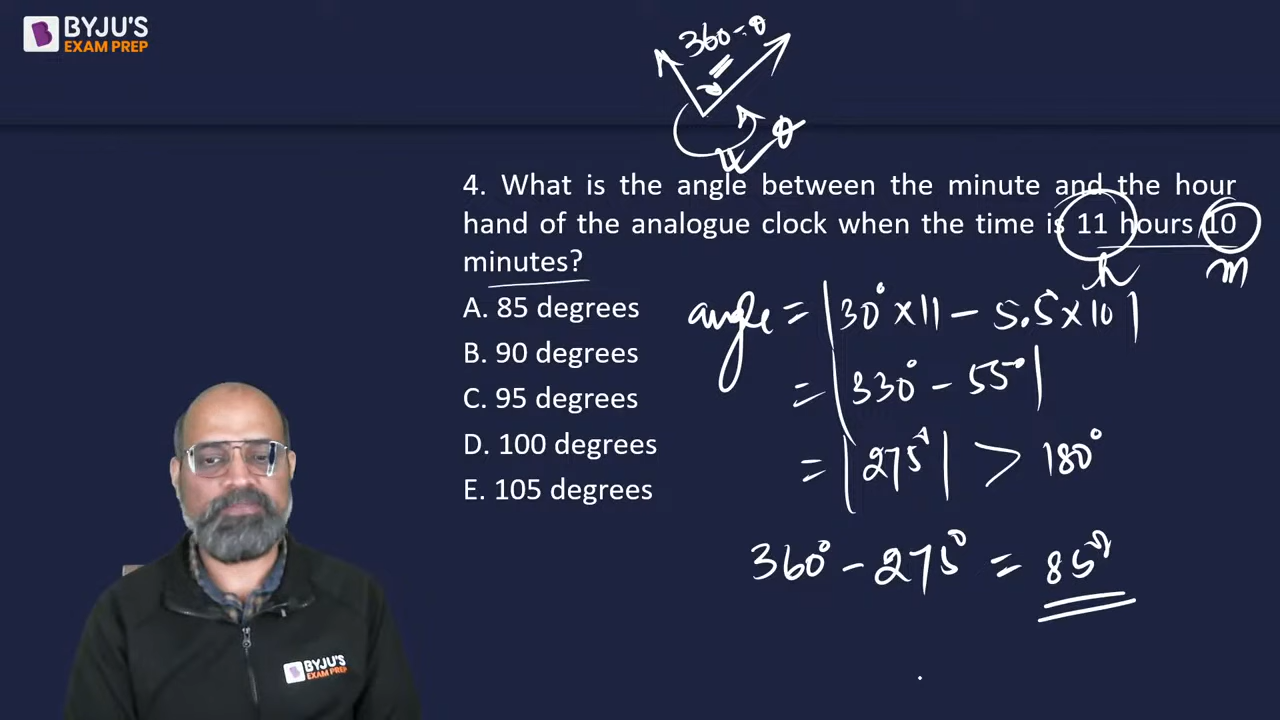 BYJU'S
EXAM PREP
360-θ
θ
4. What is the angle between the minute and the hour
hand of the analogue clock when the time is 11 hours 10
minutes?
h m
A. 85 degrees
B. 90 degrees
C. 95 degrees
D. 100 degrees
E. 105 degrees
angle = |30° × 11 - 5.5 × 10|
= |330° - 55°|
= |275°| > 180°
360° - 275° = 85°
BYJU'S
EXAM PREP